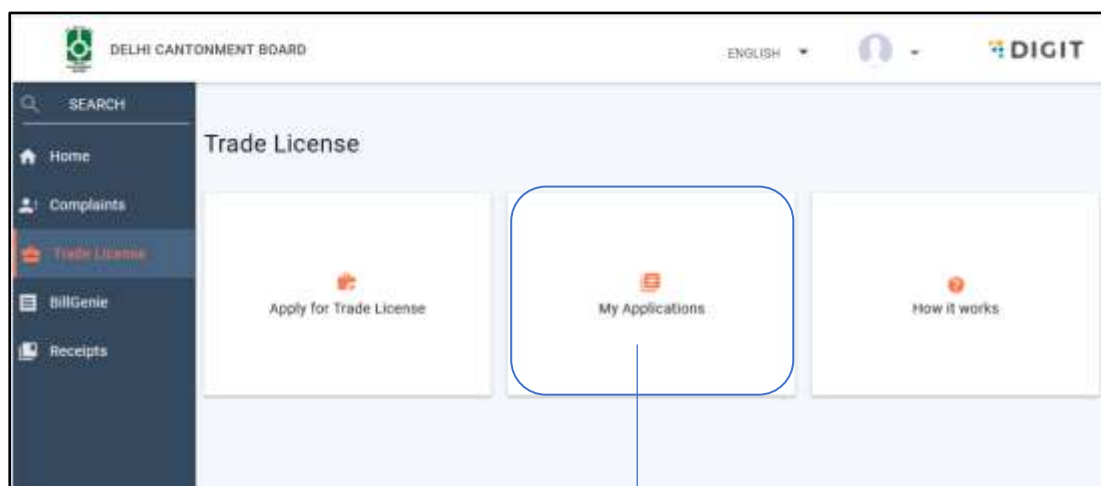 DELHI CANTONMENT BOARD
ENGLISH
DIGIT
SEARCH
Home
Complaints
Trade License
BillGenie
Receipts
Trade License
Apply for Trade License
My Applications
How it works